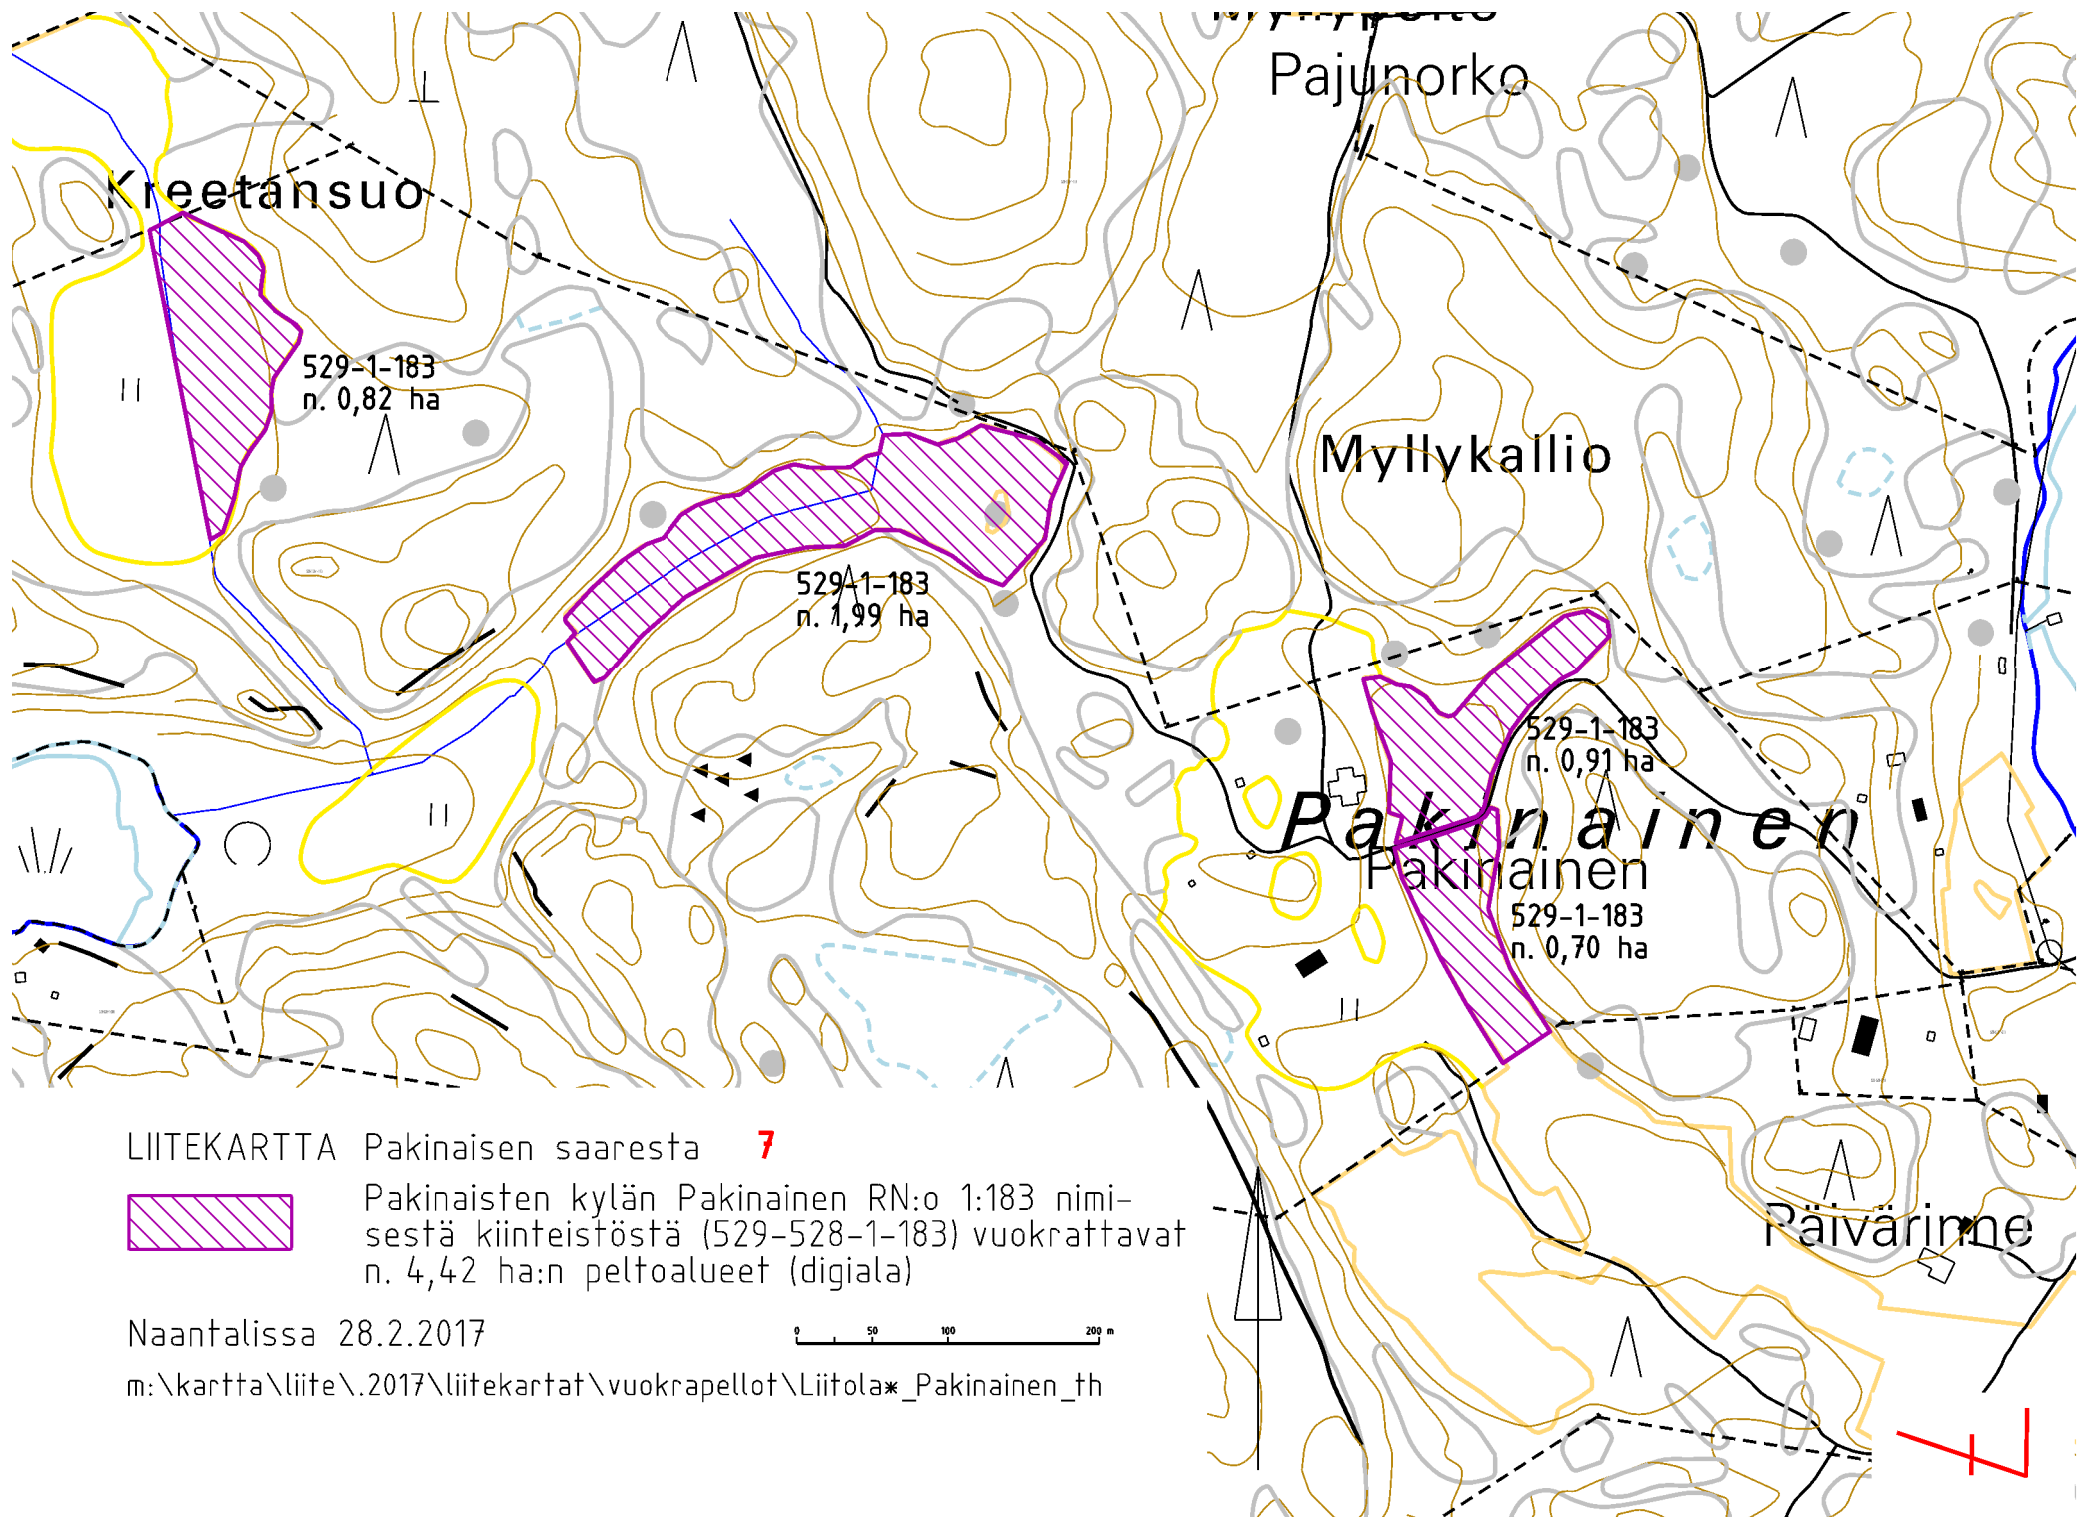 Pajunorko
Kreetansuo
529-1-183
n. 0,82 ha
Myllykallio
529-1-183
n. 1,99 ha
529-1-183
n. 0,91 ha
Pakinainen
Pakinainen
529-1-183
n. 0,70 ha
LIITEKARTTA Pakinaisen saaresta 7
Pakinaisten kylän Pakinainen RN:o 1:183 nimi-
sestä kiinteistöstä (529-528-1-183) vuokrattavat
n. 4,42 ha:n peltoalueet (digiala)
Päivärinne
Naantalissa 28.2.2017
0 50 100 200 m
m:\kartta\liite\.2017\liitekartat\vuokrapellot\Liitola*_Pakinainen_th
7